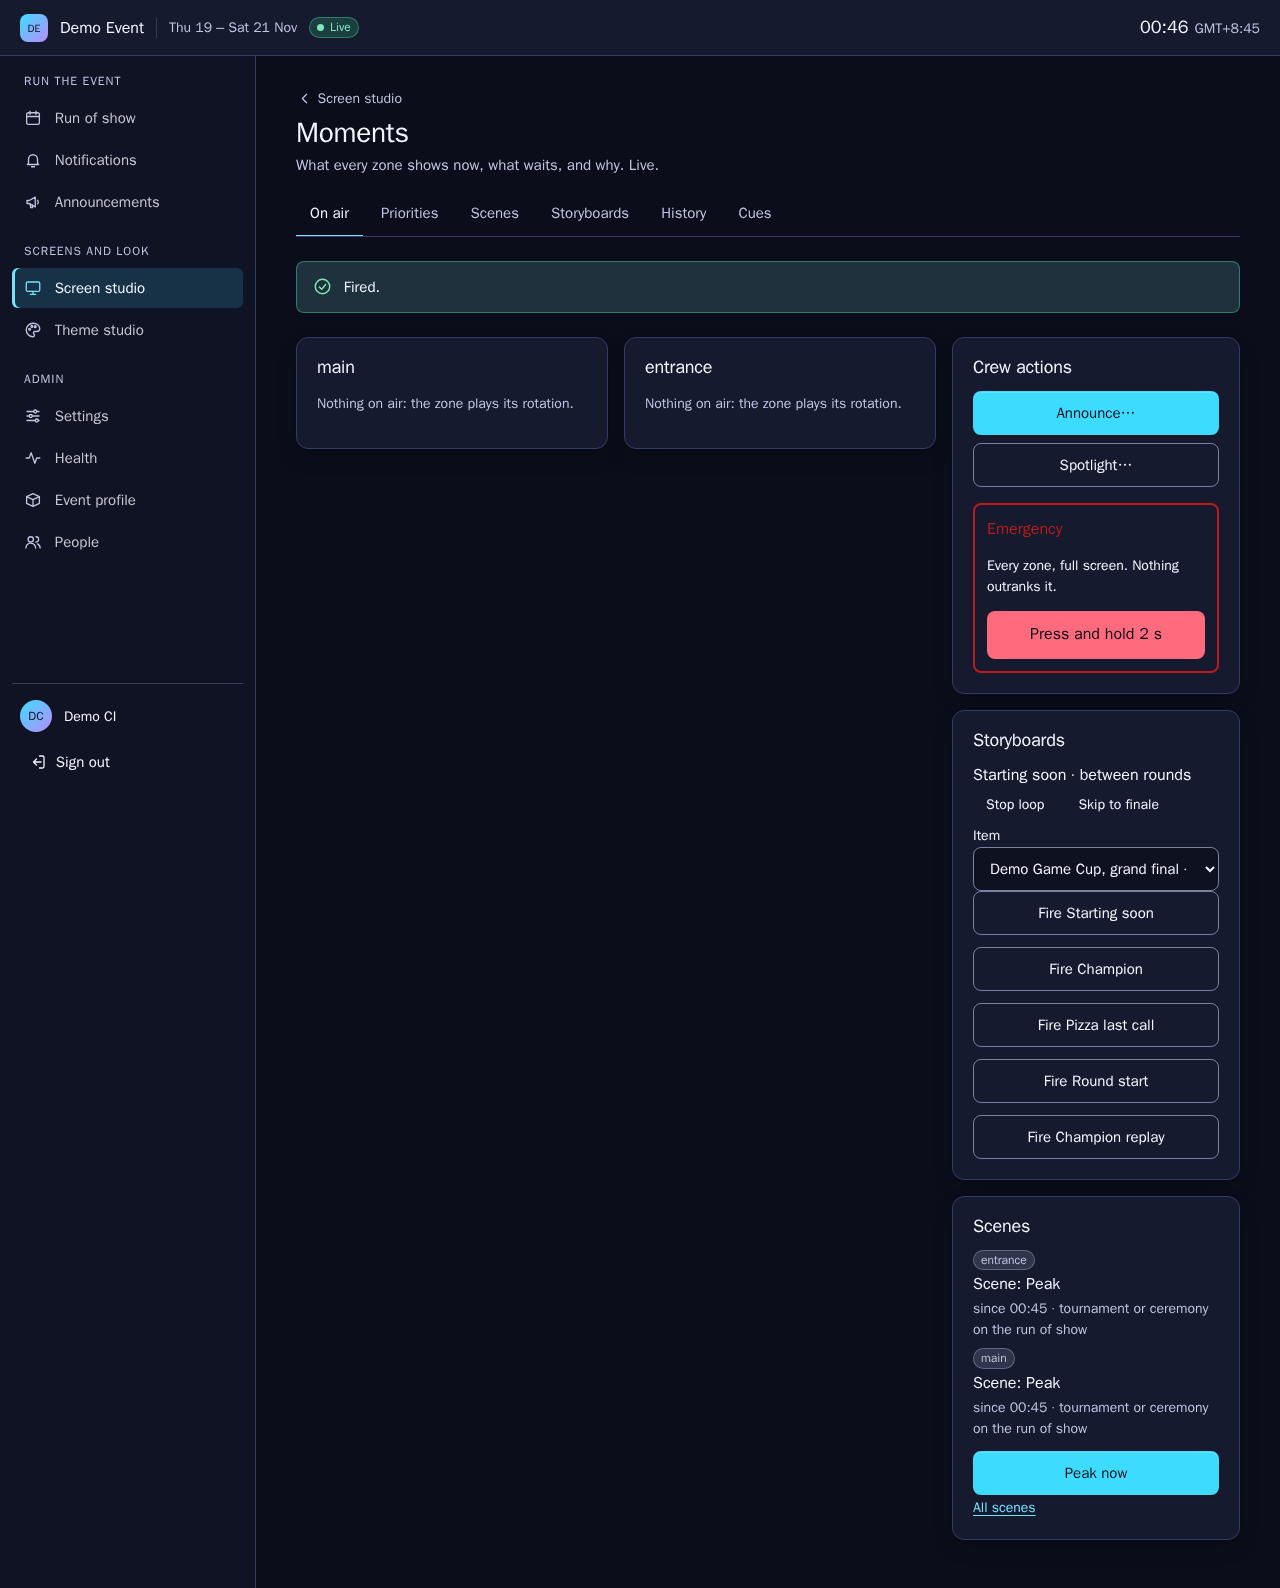 DE Demo Event Thu 19 – Sat 21 Nov Live 00:46 GMT+8:45
RUN THE EVENT
Run of show
Notifications
Announcements
SCREENS AND LOOK
Screen studio
Theme studio
ADMIN
Settings
Health
Event profile
People
DC Demo CI
Sign out
Screen studio
Moments
What every zone shows now, what waits, and why. Live.
On air Priorities Scenes Storyboards History Cues
Fired.
main
Nothing on air: the zone plays its rotation.
entrance
Nothing on air: the zone plays its rotation.
Crew actions
Announce…
Spotlight…
Emergency
Every zone, full screen. Nothing
outranks it.
Press and hold 2 s
Storyboards
Starting soon · between rounds
Stop loop Skip to finale
Item
Demo Game Cup, grand final ·
Fire Starting soon
Fire Champion
Fire Pizza last call
Fire Round start
Fire Champion replay
Scenes
entrance
Scene: Peak
since 00:45 · tournament or ceremony
on the run of show
main
Scene: Peak
since 00:45 · tournament or ceremony
on the run of show
Peak now
All scenes